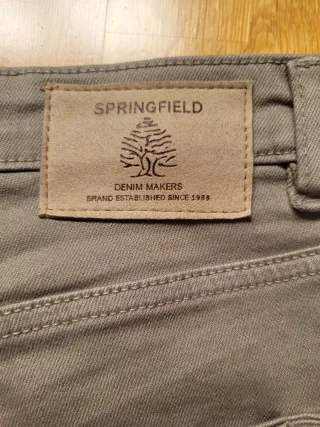 SPRINGFIELD
DENIM MAKERS
BRAND ESTABLISHED SINCE 1988